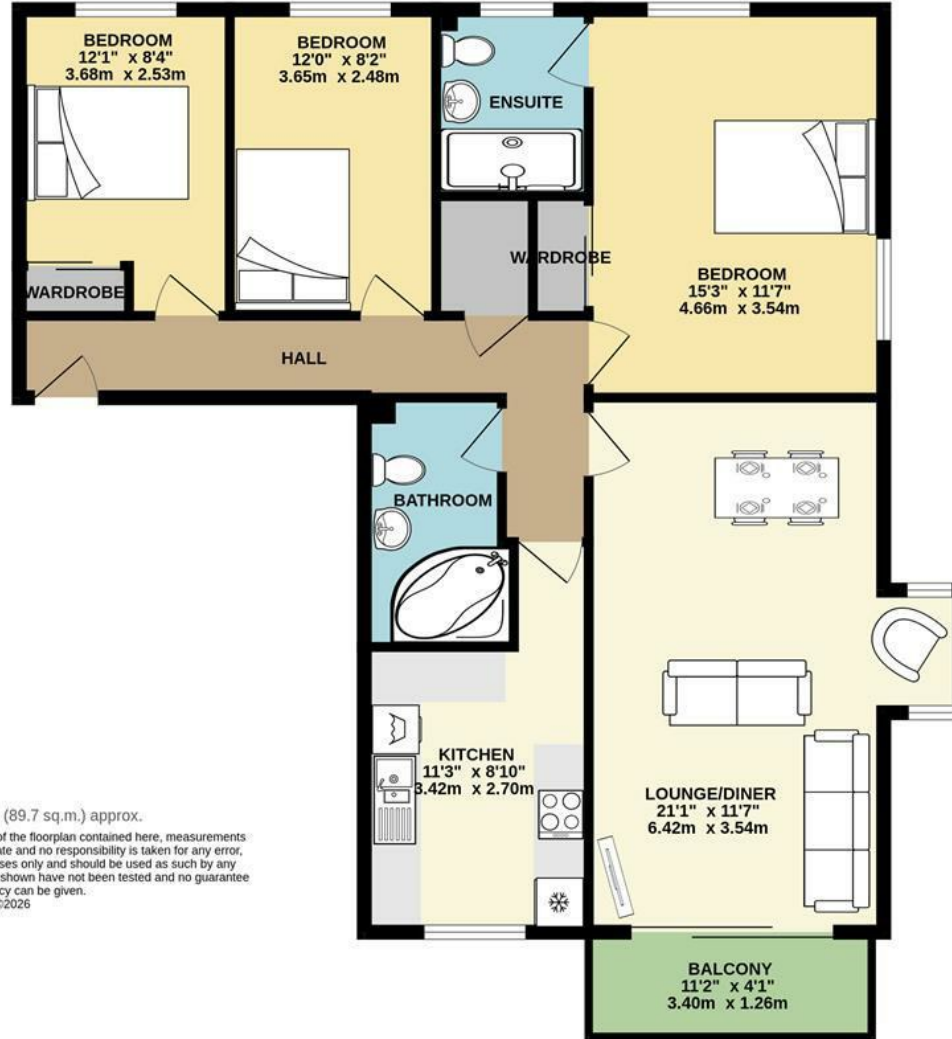 BEDROOM
12'1" x 8'4"
3.68m x 2.53m
BEDROOM
12'0" x 8'2"
3.65m x 2.48m
ENSUITE
WARDROBE
BEDROOM
15'3" x 11'7"
4.66m x 3.54m
WARDROBE
HALL
BATHROOM
KITCHEN
11'3" x 8'10"
3.42m x 2.70m
LOUNGE/DINER
21'1" x 11'7"
6.42m x 3.54m
BALCONY
11'2" x 4'1"
3.40m x 1.26m
(89.7 sq.m.) approx.
of the floorplan contained here, measurements
and no responsibility is taken for any error,
only and should be used as such by any
shown have not been tested and no guarantee
can be given.
©2026